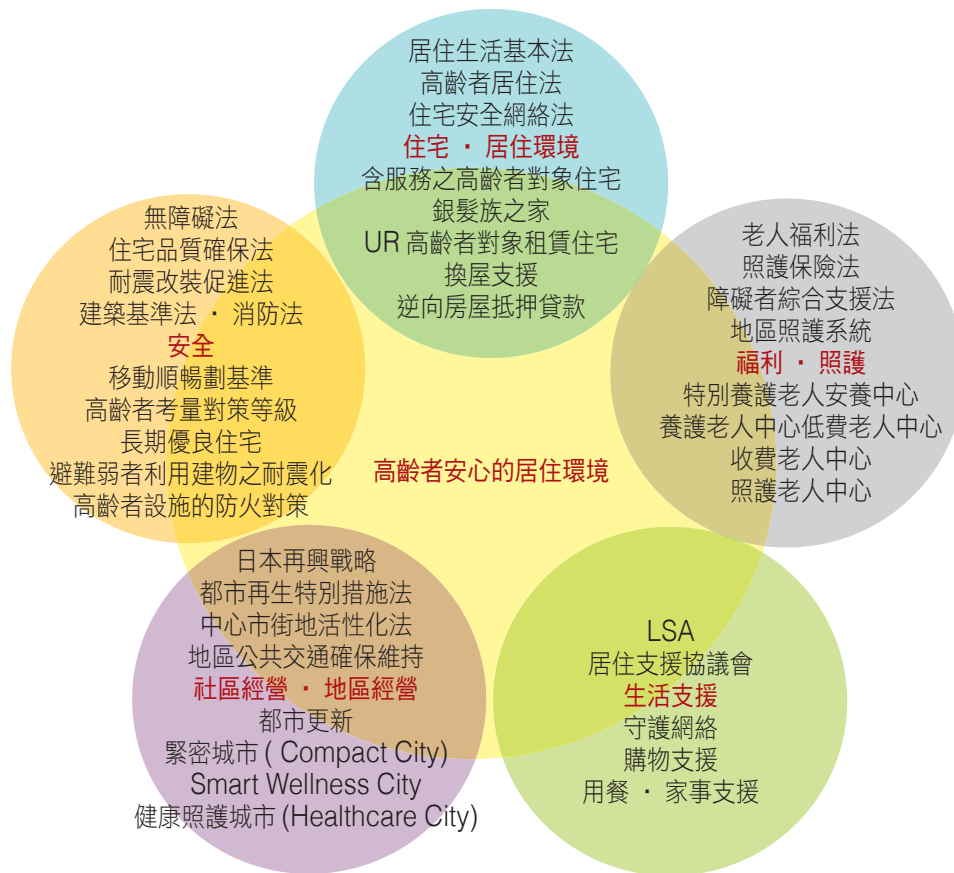 居住生活基本法
高齡者居住法
住宅安全網絡法
住宅 · 居住環境
含服務之高齡者對象住宅
銀髮族之家
UR 高齡者對象租賃住宅
換屋支援
逆向房屋抵押貸款
無障礙法
住宅品質確保法
耐震改裝促進法
建築基準法 · 消防法
安全
移動順暢劃基準
高齡者考量對策等級
長期優良住宅
避難弱者利用建物之耐震化
高齡者設施的防火對策
老人福利法
照護保險法
障礙者綜合支援法
地區照護系統
福利 · 照護
特別養護老人安養中心
養護老人中心低費老人中心
收費老人中心
照護老人中心
高齡者安心的居住環境
日本再興戰略
都市再生特別措施法
中心市街地活性化法
地區公共交通確保維持
社區經營 · 地區經營
都市更新
緊密城市 ( Compact City)
Smart Wellness City
健康照護城市 (Healthcare City)
LSA
居住支援協議會
生活支援
守護網絡
購物支援
用餐 · 家事支援